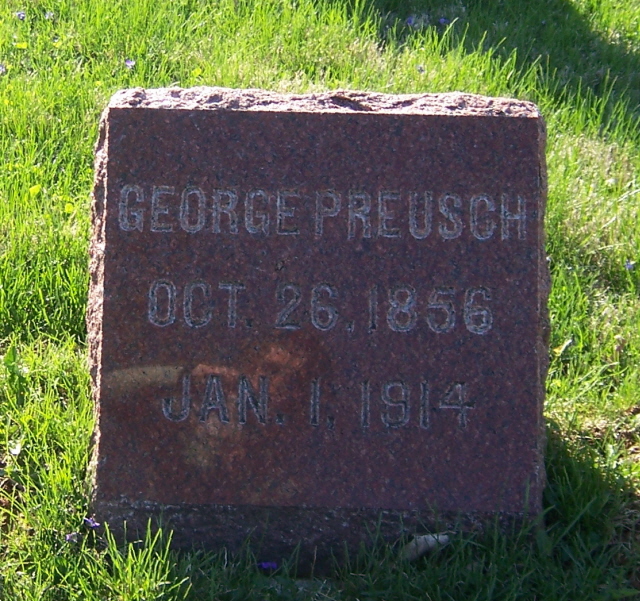 GEORGE PREUSCH
OCT. 26, 1856
JAN. 1, 1914